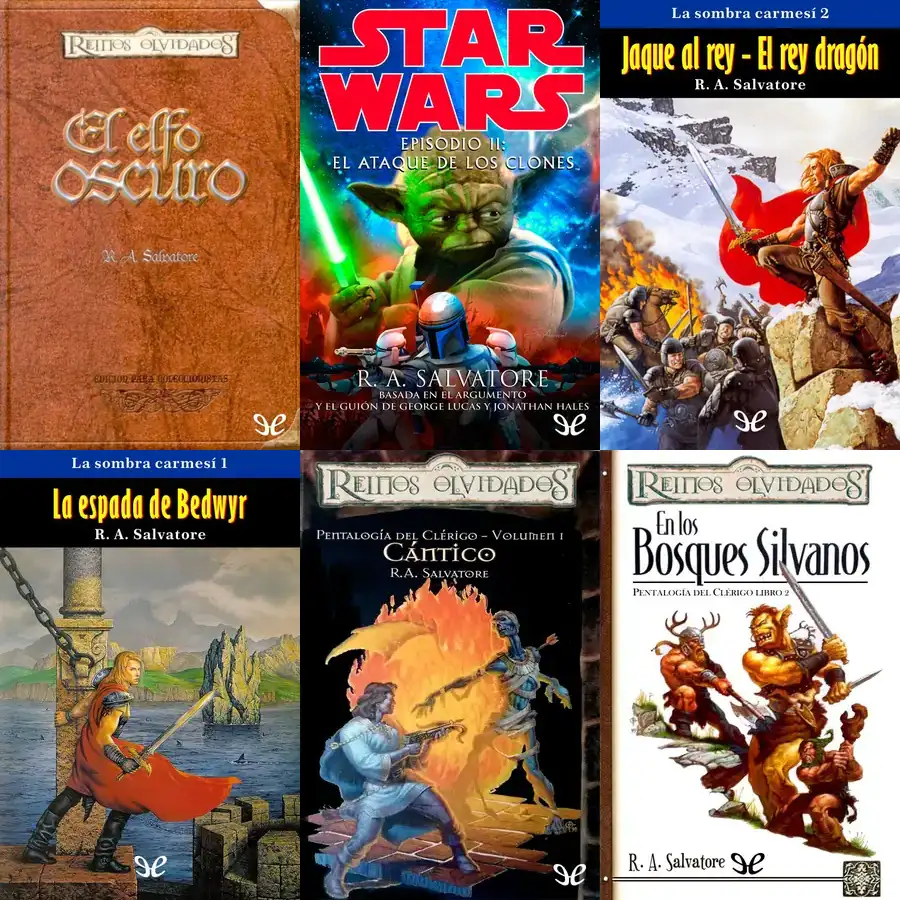 REINOS OLVIDADOS
El elfo
oscuro
R. A. Salvatore
EDICIÓN PARA COLECCIONISTAS
STAR
WARS
EPISODIO II:
EL ATAQUE DE LOS CLONES
R. A. SALVATORE
BASADA EN EL ARGUMENTO
Y EL GUIÓN DE GEORGE LUCAS Y JONATHAN HALES
La sombra carmesí 2
Jaque al rey - El rey dragón
R. A. Salvatore
La sombra carmesí 1
La espada de Bedwyr
R. A. Salvatore
REINOS OLVIDADOS
PENTALOGÍA DEL CLÉRIGO - VOLUMEN 1
CÁNTICO
R.A. SALVATORE
REINOS OLVIDADOS
En los
Bosques Silvanos
PENTALOGÍA DEL CLÉRIGO LIBRO 2
R. A. Salvatore